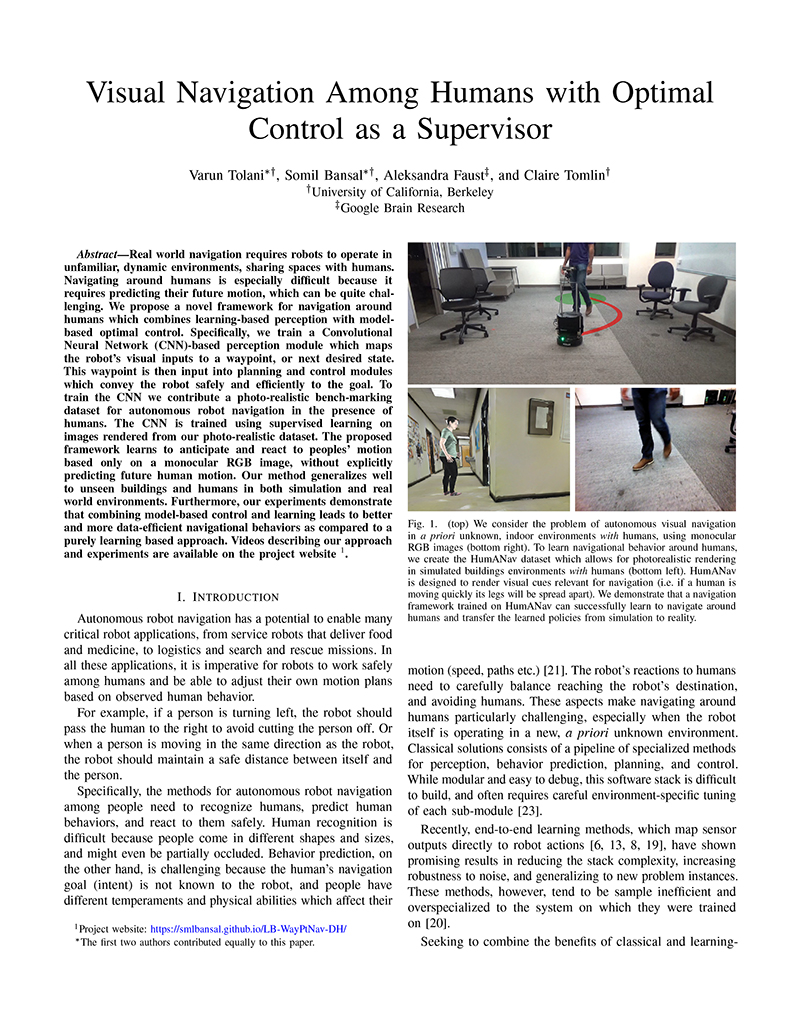 Visual Navigation Among Humans with Optimal
Control as a Supervisor
Varun Tolani*†, Somil Bansal*†, Aleksandra Faust‡, and Claire Tomlin†
†University of California, Berkeley
‡Google Brain Research
Abstract—Real world navigation requires robots to operate in
unfamiliar, dynamic environments, sharing spaces with humans.
Navigating around humans is especially difficult because it
requires predicting their future motion, which can be quite chal-
lenging. We propose a novel framework for navigation around
humans which combines learning-based perception with model-
based optimal control. Specifically, we train a Convolutional
Neural Network (CNN)-based perception module which maps
the robot's visual inputs to a waypoint, or next desired state.
This waypoint is then input into planning and control modules
which convey the robot safely and efficiently to the goal. To
train the CNN we contribute a photo-realistic bench-marking
dataset for autonomous robot navigation in the presence of
humans. The CNN is trained using supervised learning on
images rendered from our photo-realistic dataset. The proposed
framework learns to anticipate and react to peoples' motion
based only on a monocular RGB image, without explicitly
predicting future human motion. Our method generalizes well
to unseen buildings and humans in both simulation and real
world environments. Furthermore, our experiments demonstrate
that combining model-based control and learning leads to better
and more data-efficient navigational behaviors as compared to a
purely learning based approach. Videos describing our approach
and experiments are available on the project website 1.
I. INTRODUCTION
Autonomous robot navigation has a potential to enable many
critical robot applications, from service robots that deliver food
and medicine, to logistics and search and rescue missions. In
all these applications, it is imperative for robots to work safely
among humans and be able to adjust their own motion plans
based on observed human behavior.
For example, if a person is turning left, the robot should
pass the human to the right to avoid cutting the person off. Or
when a person is moving in the same direction as the robot,
the robot should maintain a safe distance between itself and
the person.
Specifically, the methods for autonomous robot navigation
among people need to recognize humans, predict human
behaviors, and react to them safely. Human recognition is
difficult because people come in different shapes and sizes,
and might even be partially occluded. Behavior prediction, on
the other hand, is challenging because the human's navigation
goal (intent) is not known to the robot, and people have
different temperaments and physical abilities which affect their
1Project website: https://smlbansal.github.io/LB-WayPtNav-DH/
*The first two authors contributed equally to this paper.
Fig. 1. (top) We consider the problem of autonomous visual navigation
in a priori unknown, indoor environments with humans, using monocular
RGB images (bottom right). To learn navigational behavior around humans,
we create the HumANav dataset which allows for photorealistic rendering
in simulated buildings environments with humans (bottom left). HumANav
is designed to render visual cues relevant for navigation (i.e. if a human is
moving quickly its legs will be spread apart). We demonstrate that a navigation
framework trained on HumANav can successfully learn to navigate around
humans and transfer the learned policies from simulation to reality.
motion (speed, paths etc.) [21]. The robot's reactions to humans
need to carefully balance reaching the robot's destination,
and avoiding humans. These aspects make navigating around
humans particularly challenging, especially when the robot
itself is operating in a new, a priori unknown environment.
Classical solutions consists of a pipeline of specialized methods
for perception, behavior prediction, planning, and control.
While modular and easy to debug, this software stack is difficult
to build, and often requires careful environment-specific tuning
of each sub-module [23].
Recently, end-to-end learning methods, which map sensor
outputs directly to robot actions [6, 13, 8, 19], have shown
promising results in reducing the stack complexity, increasing
robustness to noise, and generalizing to new problem instances.
These methods, however, tend to be sample inefficient and
overspecialized to the system on which they were trained
on [20].
Seeking to combine the benefits of classical and learning-